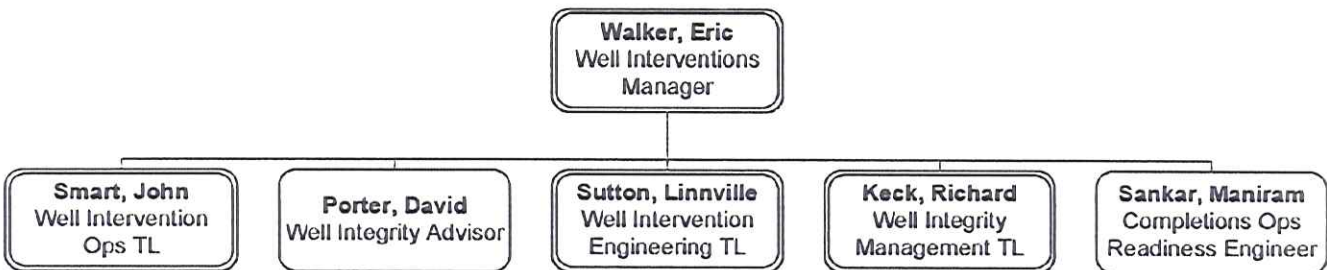 Walker, Eric
Well Interventions
Manager
Smart, John
Well Intervention
Ops TL
Porter, David
Well Integrity Advisor
Sutton, Linnville
Well Intervention
Engineering TL
Keck, Richard
Well Integrity
Management TL
Sankar, Maniram
Completions Ops
Readiness Engineer